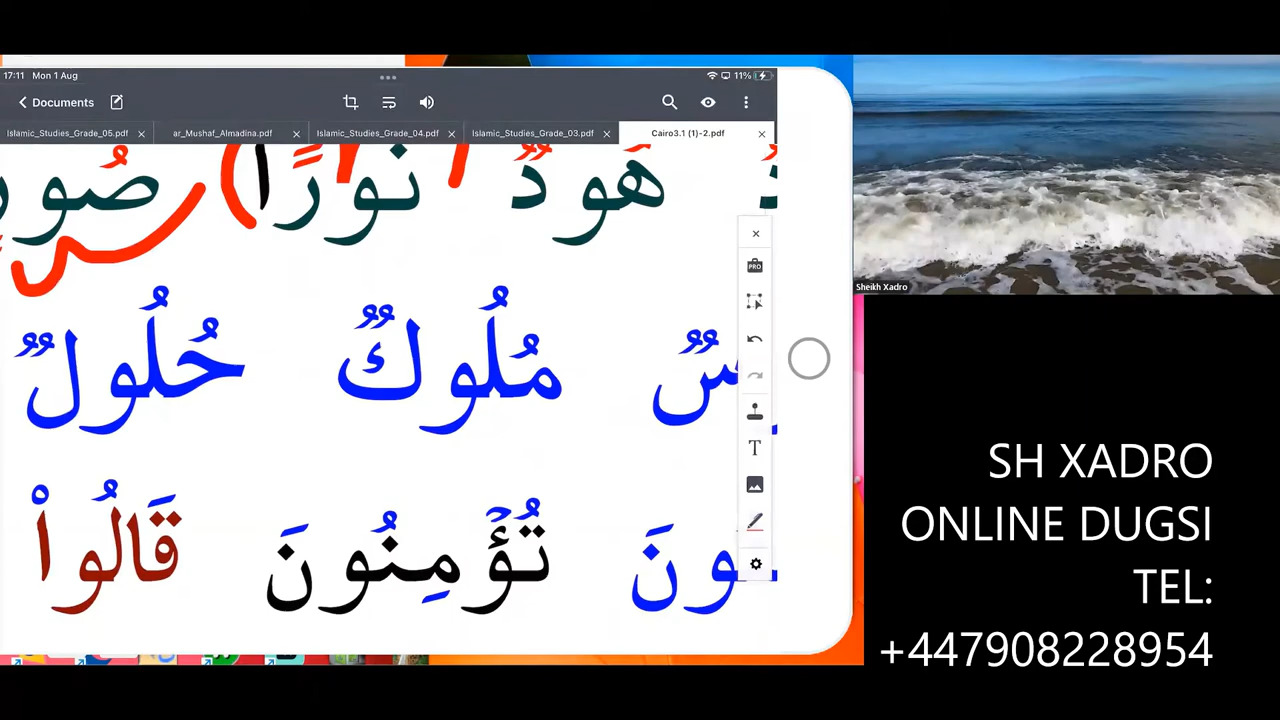 17:11 Mon 1 Aug
11%
Documents
Islamic_Studies_Grade_05.pdf
ar_Mushaf_Almadina.pdf
Islamic_Studies_Grade_04.pdf
Islamic_Studies_Grade_03.pdf
Cairo3.1 (1)-2.pdf
هُودٌ نُورًا
مُلُوكٌ حُلُولٌ
تُؤْمِنُونَ قَالُواْ
PRO
T
Sheikh Xadro
SH XADRO
ONLINE DUGSI
TEL:
+447908228954